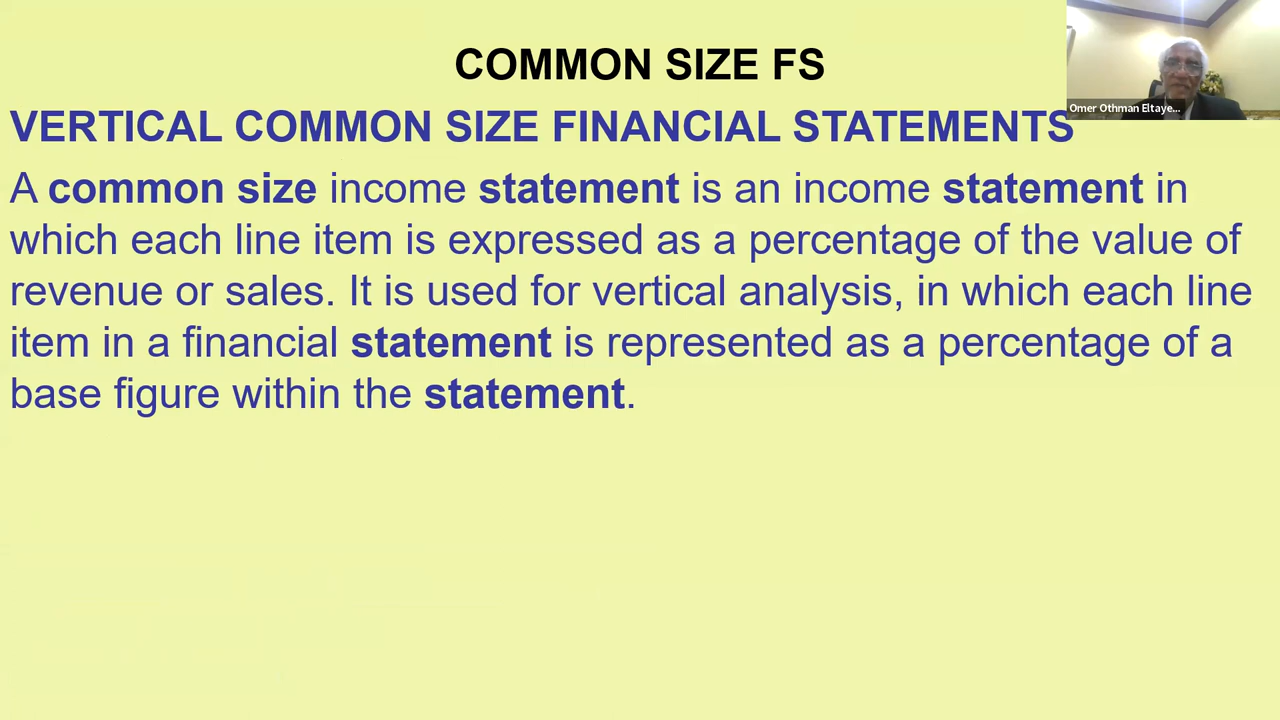 COMMON SIZE FS
Omer Othman Eltaye...
VERTICAL COMMON SIZE FINANCIAL STATEMENTS
A common size income statement is an income statement in
which each line item is expressed as a percentage of the value of
revenue or sales. It is used for vertical analysis, in which each line
item in a financial statement is represented as a percentage of a
base figure within the statement.